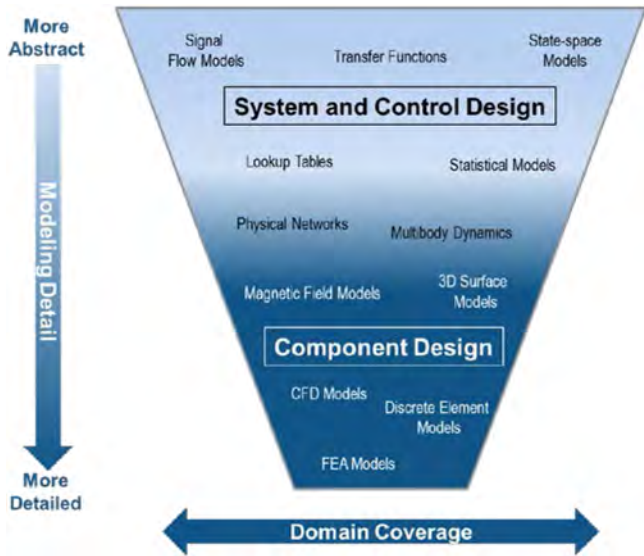 More
Abstract
Signal
Flow Models
Transfer Functions
State-space
Models
System and Control Design
Lookup Tables
Statistical Models
Modeling Detail
Physical Networks
Multibody Dynamics
Magnetic Field Models
3D Surface
Models
Component Design
CFD Models
Discrete Element
Models
FEA Models
More
Detailed
Domain Coverage